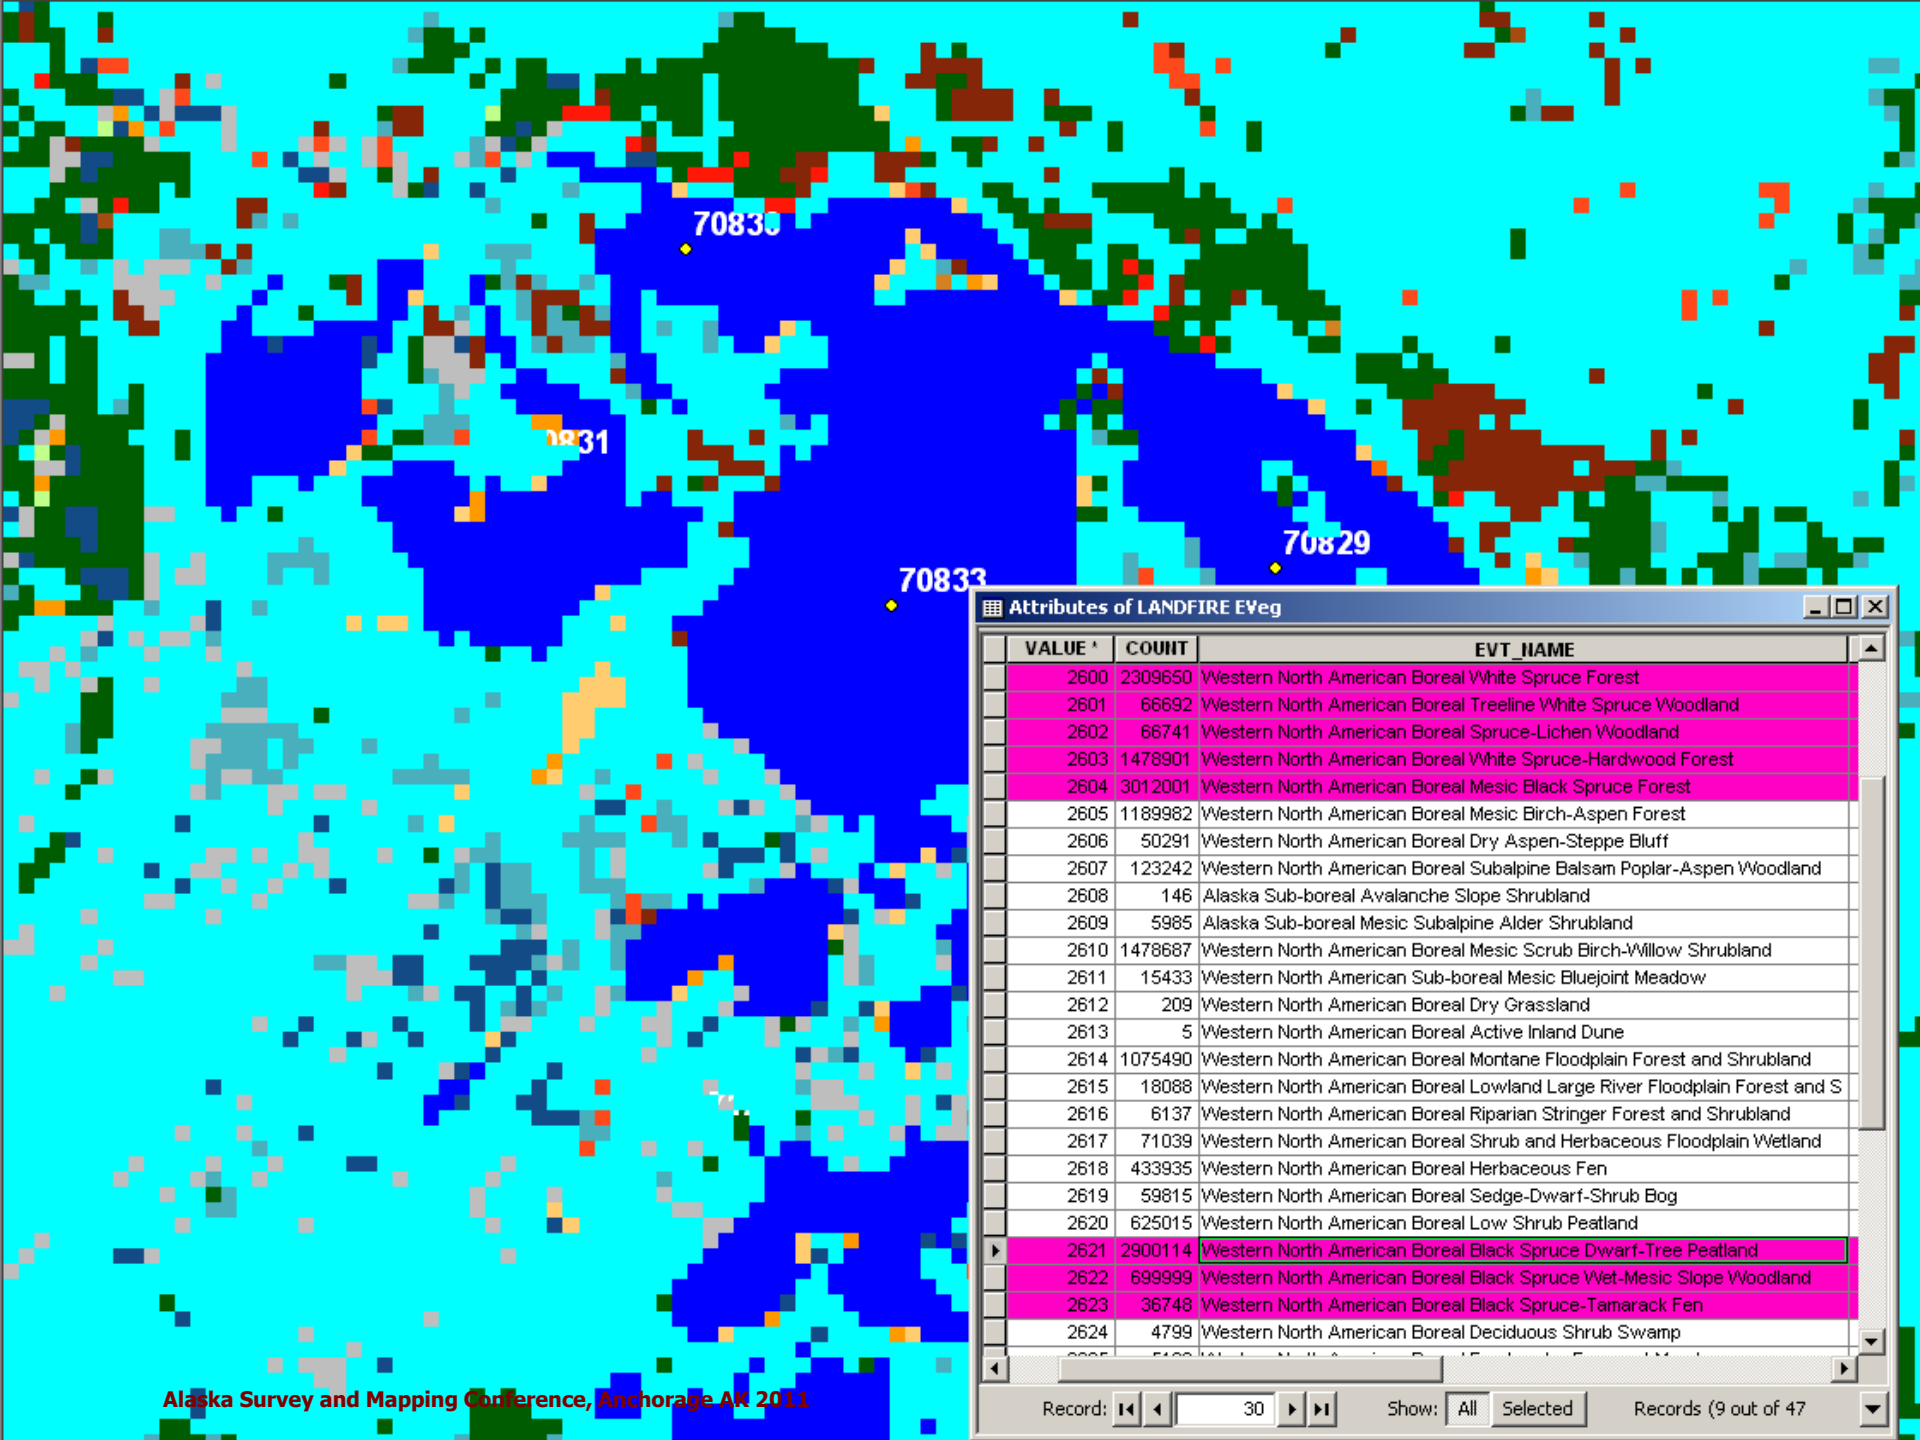 70833
0831
70829
70833
Attributes of LANDFIRE EVeg
VALUE * COUNT EVT_NAME
2600 2309650 Western North American Boreal White Spruce Forest
2601 66692 Western North American Boreal Treeline White Spruce Woodland
2602 66741 Western North American Boreal Spruce-Lichen Woodland
2603 1478901 Western North American Boreal White Spruce-Hardwood Forest
2604 3012001 Western North American Boreal Mesic Black Spruce Forest
2605 1189982 Western North American Boreal Mesic Birch-Aspen Forest
2606 50291 Western North American Boreal Dry Aspen-Steppe Bluff
2607 123242 Western North American Boreal Subalpine Balsam Poplar-Aspen Woodland
2608 146 Alaska Sub-boreal Avalanche Slope Shrubland
2609 5985 Alaska Sub-boreal Mesic Subalpine Alder Shrubland
2610 1478687 Western North American Boreal Mesic Scrub Birch-Willow Shrubland
2611 15433 Western North American Sub-boreal Mesic Bluejoint Meadow
2612 209 Western North American Boreal Dry Grassland
2613 5 Western North American Boreal Active Inland Dune
2614 1075490 Western North American Boreal Montane Floodplain Forest and Shrubland
2615 18088 Western North American Boreal Lowland Large River Floodplain Forest and S
2616 6137 Western North American Boreal Riparian Stringer Forest and Shrubland
2617 71039 Western North American Boreal Shrub and Herbaceous Floodplain Wetland
2618 433935 Western North American Boreal Herbaceous Fen
2619 59815 Western North American Boreal Sedge-Dwarf-Shrub Bog
2620 625015 Western North American Boreal Low Shrub Peatland
2621 2900114 Western North American Boreal Black Spruce Dwarf-Tree Peatland
2622 699999 Western North American Boreal Black Spruce Wet-Mesic Slope Woodland
2623 36748 Western North American Boreal Black Spruce-Tamarack Fen
2624 4799 Western North American Boreal Deciduous Shrub Swamp
Record: 30 Show: All Selected Records (9 out of 47
Alaska Survey and Mapping Conference, Anchorage AK 2011